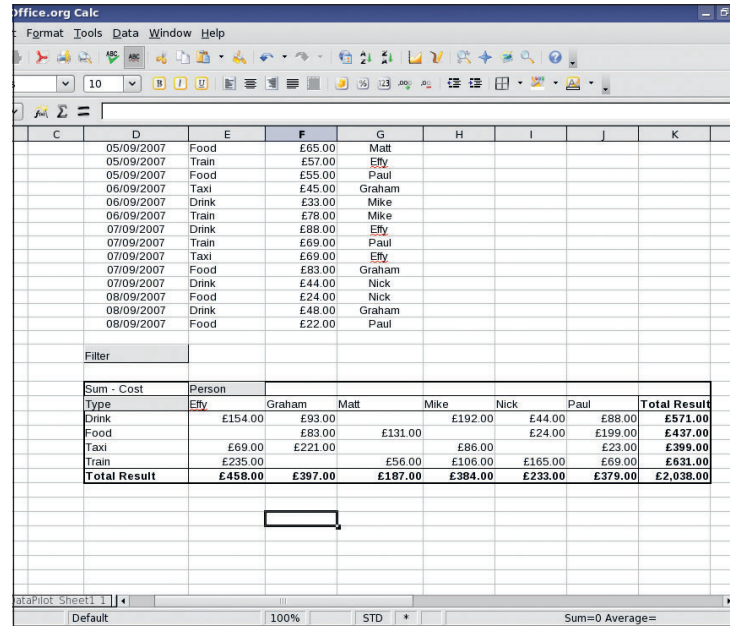 Office.org Calc
Format Tools Data Window Help
10
C D E F G H I J K
05/09/2007 Food £65.00 Matt
05/09/2007 Train £57.00 Effy
05/09/2007 Food £55.00 Paul
06/09/2007 Taxi £45.00 Graham
06/09/2007 Drink £33.00 Mike
06/09/2007 Train £78.00 Mike
07/09/2007 Drink £88.00 Effy
07/09/2007 Train £69.00 Paul
07/09/2007 Taxi £69.00 Effy
07/09/2007 Food £83.00 Graham
07/09/2007 Drink £44.00 Nick
08/09/2007 Food £24.00 Nick
08/09/2007 Drink £48.00 Graham
08/09/2007 Food £22.00 Paul
Filter
Sum - Cost Person
Type Effy Graham Matt Mike Nick Paul Total Result
Drink £154.00 £93.00 £192.00 £44.00 £88.00 £571.00
Food £83.00 £131.00 £24.00 £199.00 £437.00
Taxi £69.00 £221.00 £86.00 £23.00 £399.00
Train £235.00 £56.00 £106.00 £165.00 £69.00 £631.00
Total Result £458.00 £397.00 £187.00 £384.00 £233.00 £379.00 £2,038.00
DataPilot_Sheet1_1
Default 100% STD * Sum=0 Average=